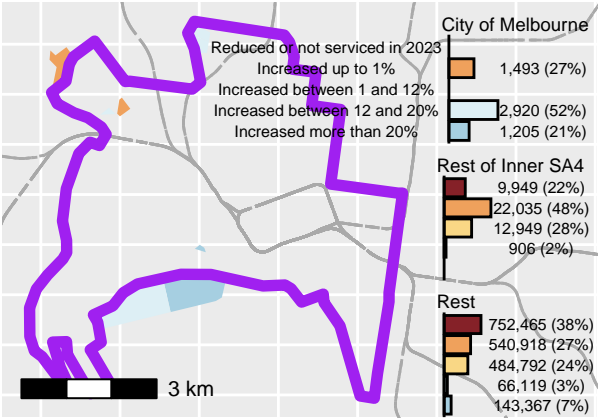 City of Melbourne
Reduced or not serviced in 2023
Increased up to 1% 1,493 (27%)
Increased between 1 and 12%
Increased between 12 and 20% 2,920 (52%)
Increased more than 20% 1,205 (21%)
Rest of Inner SA4
9,949 (22%)
22,035 (48%)
12,949 (28%)
906 (2%)
Rest
752,465 (38%)
540,918 (27%)
484,792 (24%)
66,119 (3%)
143,367 (7%)
3 km